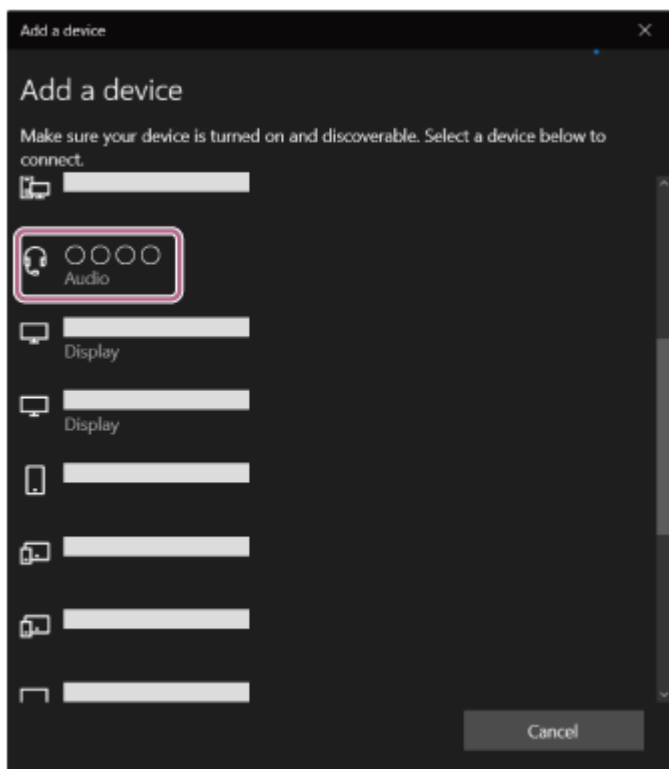 Add a device
Add a device
Make sure your device is turned on and discoverable. Select a device below to
connect.
○○○○
Audio
Display
Display
Cancel